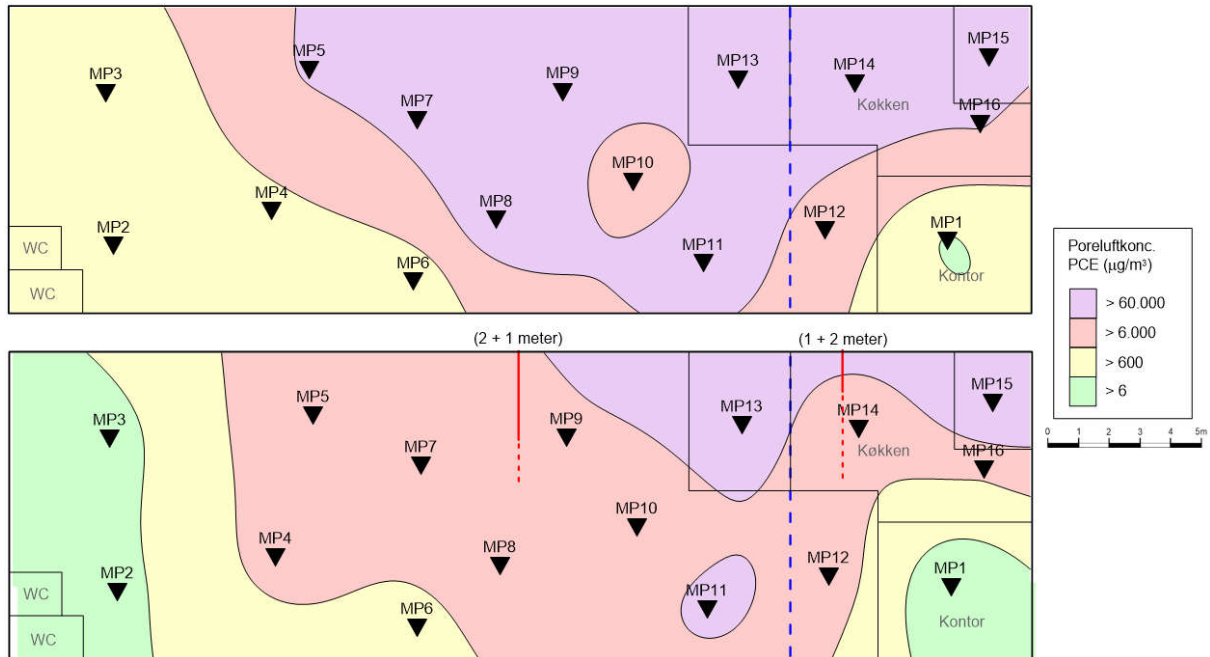 MP5
MP15
MP3
MP9
MP13
MP14
MP7
Køkken
MP16
MP10
MP4
MP8
MP2
MP12
MP1
WC
MP11
MP6
Kontor
WC
Poreluftkonc.
PCE (µg/m³)
> 60.000
> 6.000
> 600
> 6
0 1 2 3 4 5m
(2 + 1 meter)
(1 + 2 meter)
MP5
MP15
MP3
MP9
MP13
MP14
MP7
Køkken
MP16
MP10
MP4
MP8
MP2
MP12
MP1
WC
MP11
MP6
Kontor
WC